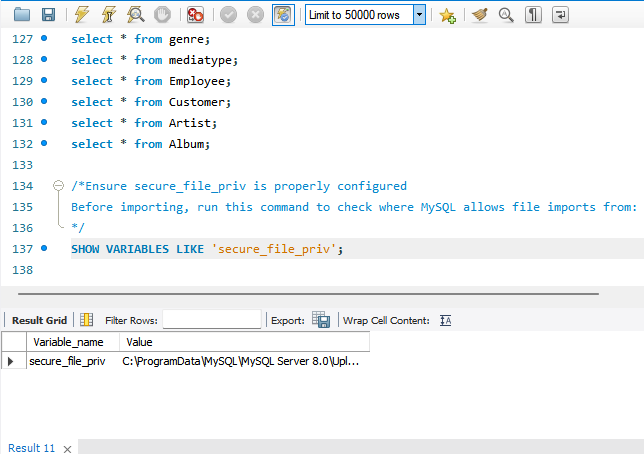 Limit to 50000 rows
127 select * from genre;
128 select * from mediatype;
129 select * from Employee;
130 select * from Customer;
131 select * from Artist;
132 select * from Album;
133
134 /*Ensure secure_file_priv is properly configured
135 Before importing, run this command to check where MySQL allows file imports from:
136 */
137 SHOW VARIABLES LIKE 'secure_file_priv';
138
Result Grid Filter Rows: Export: Wrap Cell Content: IA
Variable_name Value
secure_file_priv C:\ProgramData\MySQL\MySQL Server 8.0\Upl...
Result 11 ×